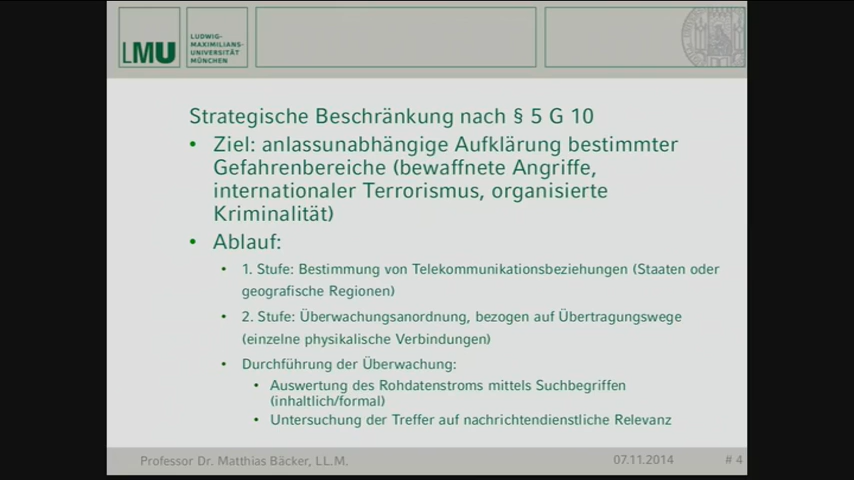 LMU
LUDWIG-
MAXIMILIANS-
UNIVERSITÄT
MÜNCHEN
Strategische Beschränkung nach § 5 G 10
• Ziel: anlassunabhängige Aufklärung bestimmter
Gefahrenbereiche (bewaffnete Angriffe,
internationaler Terrorismus, organisierte
Kriminalität)
• Ablauf:
• 1. Stufe: Bestimmung von Telekommunikationsbeziehungen (Staaten oder
geografische Regionen)
• 2. Stufe: Überwachungsanordnung, bezogen auf Übertragungswege
(einzelne physikalische Verbindungen)
• Durchführung der Überwachung:
• Auswertung des Rohdatenstroms mittels Suchbegriffen
(inhaltlich/formal)
• Untersuchung der Treffer auf nachrichtendienstliche Relevanz
Professor Dr. Matthias Bäcker, LL.M.
07.11.2014
# 4